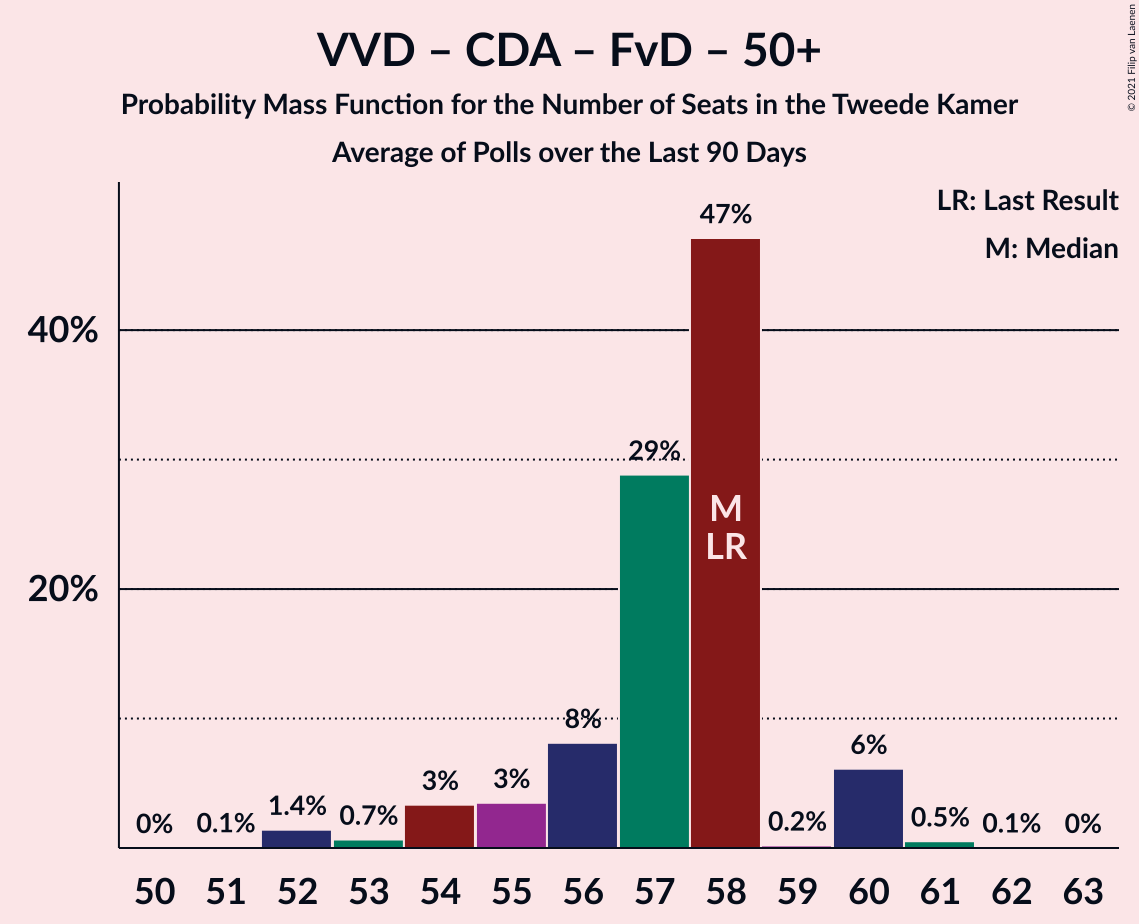 VVD – CDA – FvD – 50+
Probability Mass Function for the Number of Seats in the Tweede Kamer
Average of Polls over the Last 90 Days
© 2021 Filip van Laenen
LR: Last Result
M: Median
40%
20%
0%
0.1%
1.4%
0.7%
3%
3%
8%
29%
47%
0.2%
6%
0.5%
0.1%
0%
M
LR
50 51 52 53 54 55 56 57 58 59 60 61 62 63